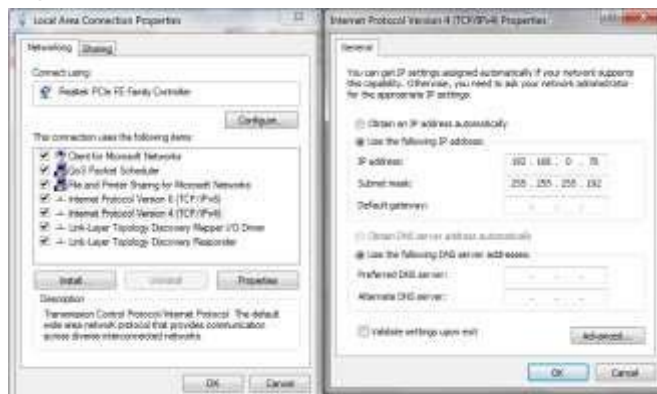 Local Area Connection Properties
Networking
Sharing
Connect using:
Realtek PCIe FE Family Controller
Configure...
This connection uses the following items:
Client for Microsoft Networks
QoS Packet Scheduler
File and Printer Sharing for Microsoft Networks
Internet Protocol Version 6 (TCP/IPv6)
Internet Protocol Version 4 (TCP/IPv4)
Link-Layer Topology Discovery Mapper I/O Driver
Link-Layer Topology Discovery Responder
Install...
Uninstall
Properties
Description
Transmission Control Protocol/Internet Protocol. The default
wide area network protocol that provides communication
across diverse interconnected networks.
OK
Cancel
Internet Protocol Version 4 (TCP/IPv4) Properties
General
You can get IP settings assigned automatically if your network supports
this capability. Otherwise, you need to ask your network administrator
for the appropriate IP settings.
Obtain an IP address automatically
Use the following IP address:
IP address:
192 . 168 . 0 .
Subnet mask: 255 . 255 . 255 . 192
Default gateway:
Obtain DNS server address automatically
Use the following DNS server addresses:
Preferred DNS server:
Alternate DNS server:
Validate settings upon exit
Advanced...
OK
Cancel